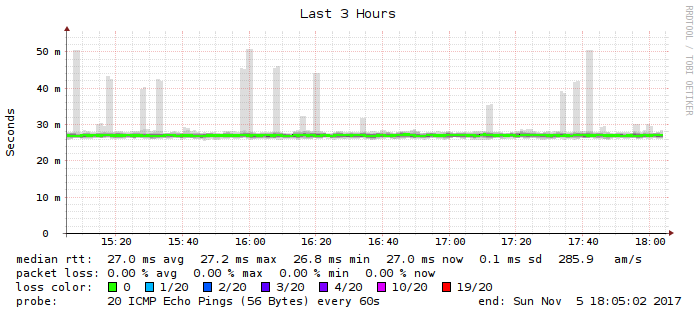 Last 3 Hours
RRDTOOL / TOBI OETIKER
Seconds
50 m
40 m
30 m
20 m
10 m
0
15:20 15:40 16:00 16:20 16:40 17:00 17:20 17:40 18:00
median rtt: 27.0 ms avg 27.2 ms max 26.8 ms min 27.0 ms now 0.1 ms sd 285.9 am/s
packet loss: 0.00 % avg 0.00 % max 0.00 % min 0.00 % now
loss color: 0 1/20 2/20 3/20 4/20 10/20 19/20
probe: 20 ICMP Echo Pings (56 Bytes) every 60s end: Sun Nov 5 18:05:02 2017